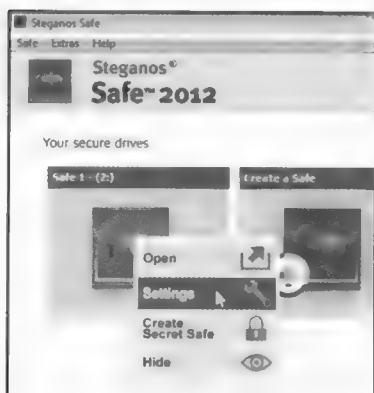 Steganos Safe
Safe Extras Help
Steganos®
Safe™ 2012
Your secure drives
Safe 1 - (Z:)
Create a Safe
Open
Settings
Create
Secret Safe
Hide